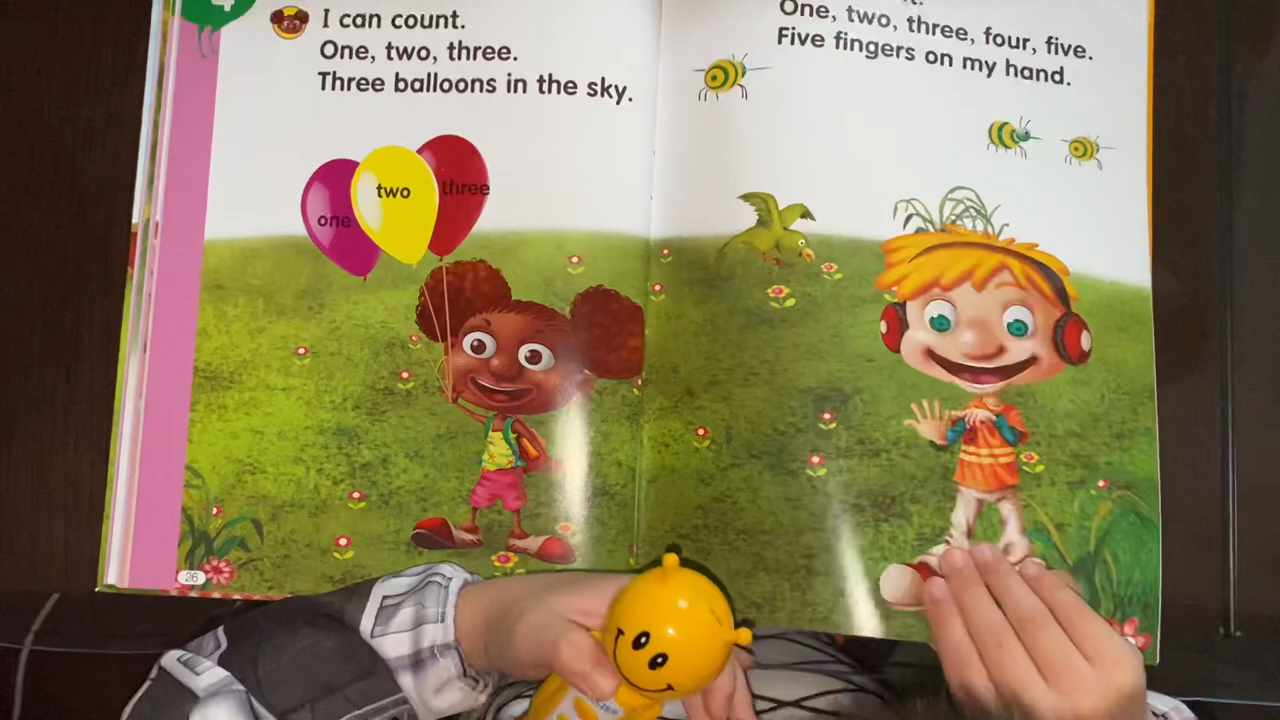 I can count.
One, two, three.
Three balloons in the sky.
one
two
three
One, two, three, four, five.
Five fingers on my hand.
26